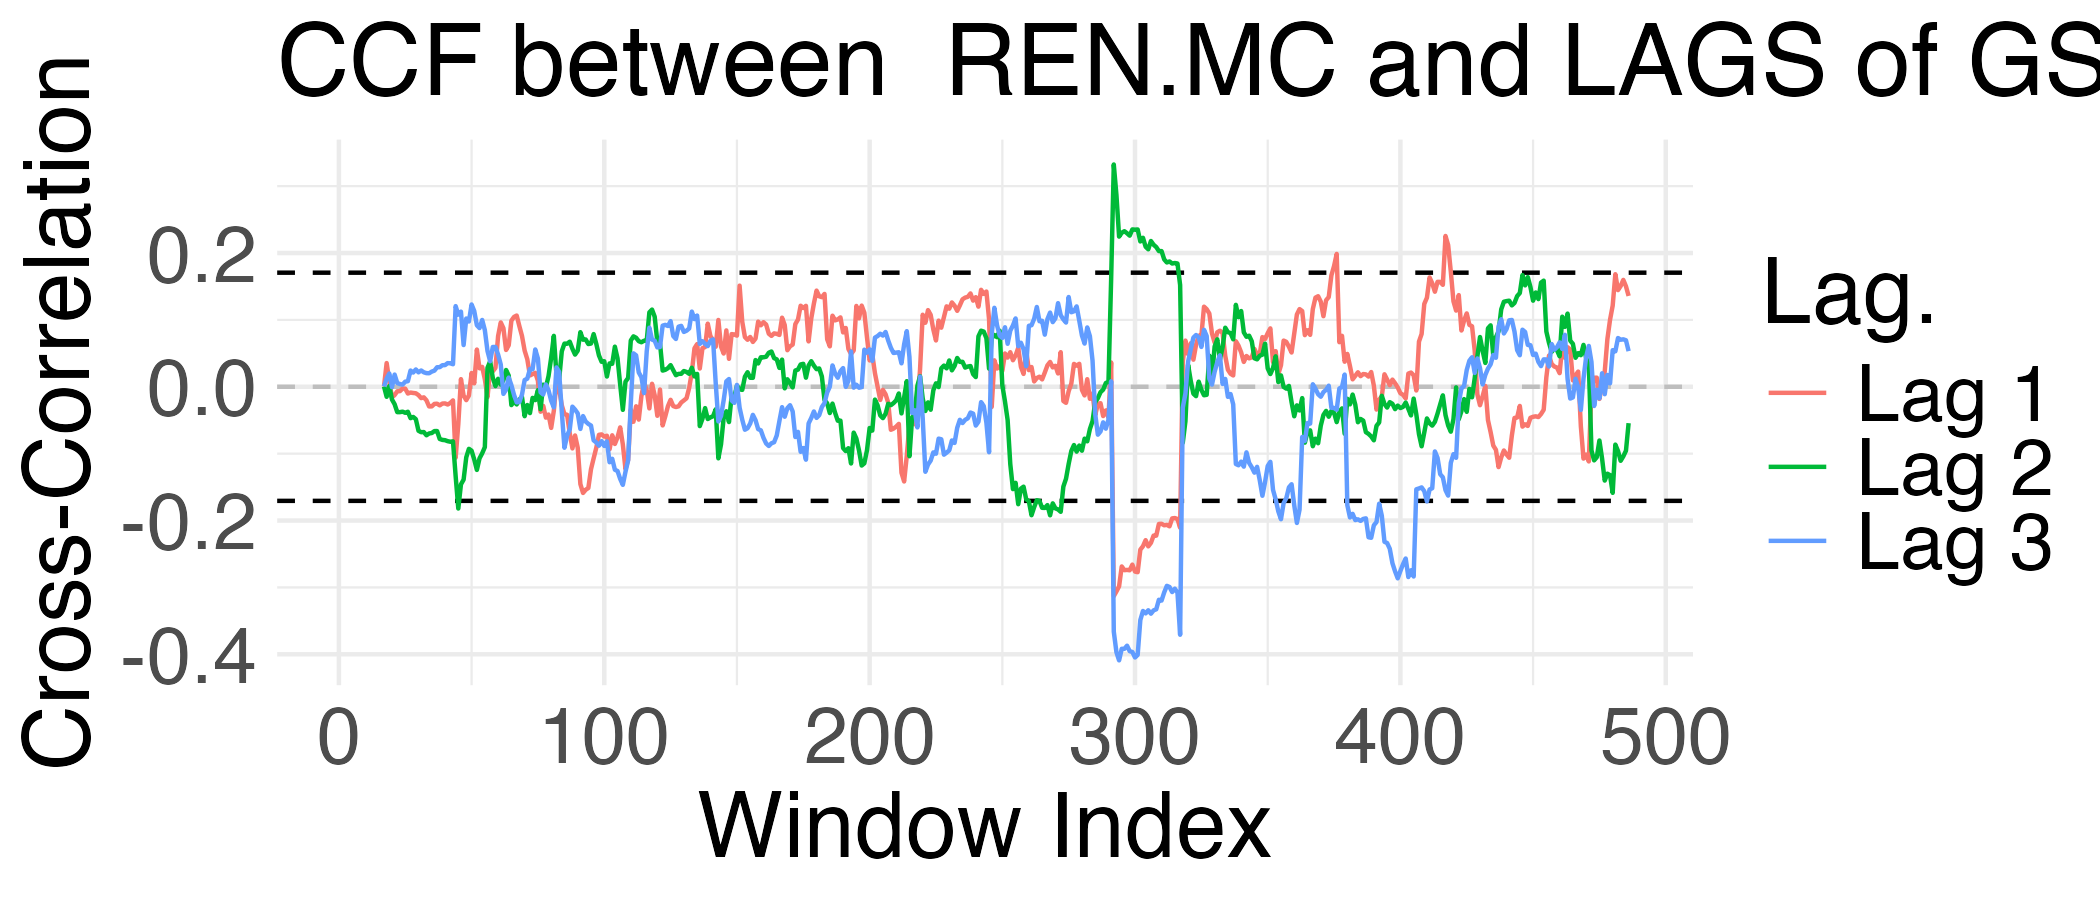 CCF between  REN.MC and LAGS of GS
Cross-Correlation
0.2
0.0
-0.2
-0.4
0
100
200
300
400
500
Window Index
Lag.
Lag 1
Lag 2
Lag 3